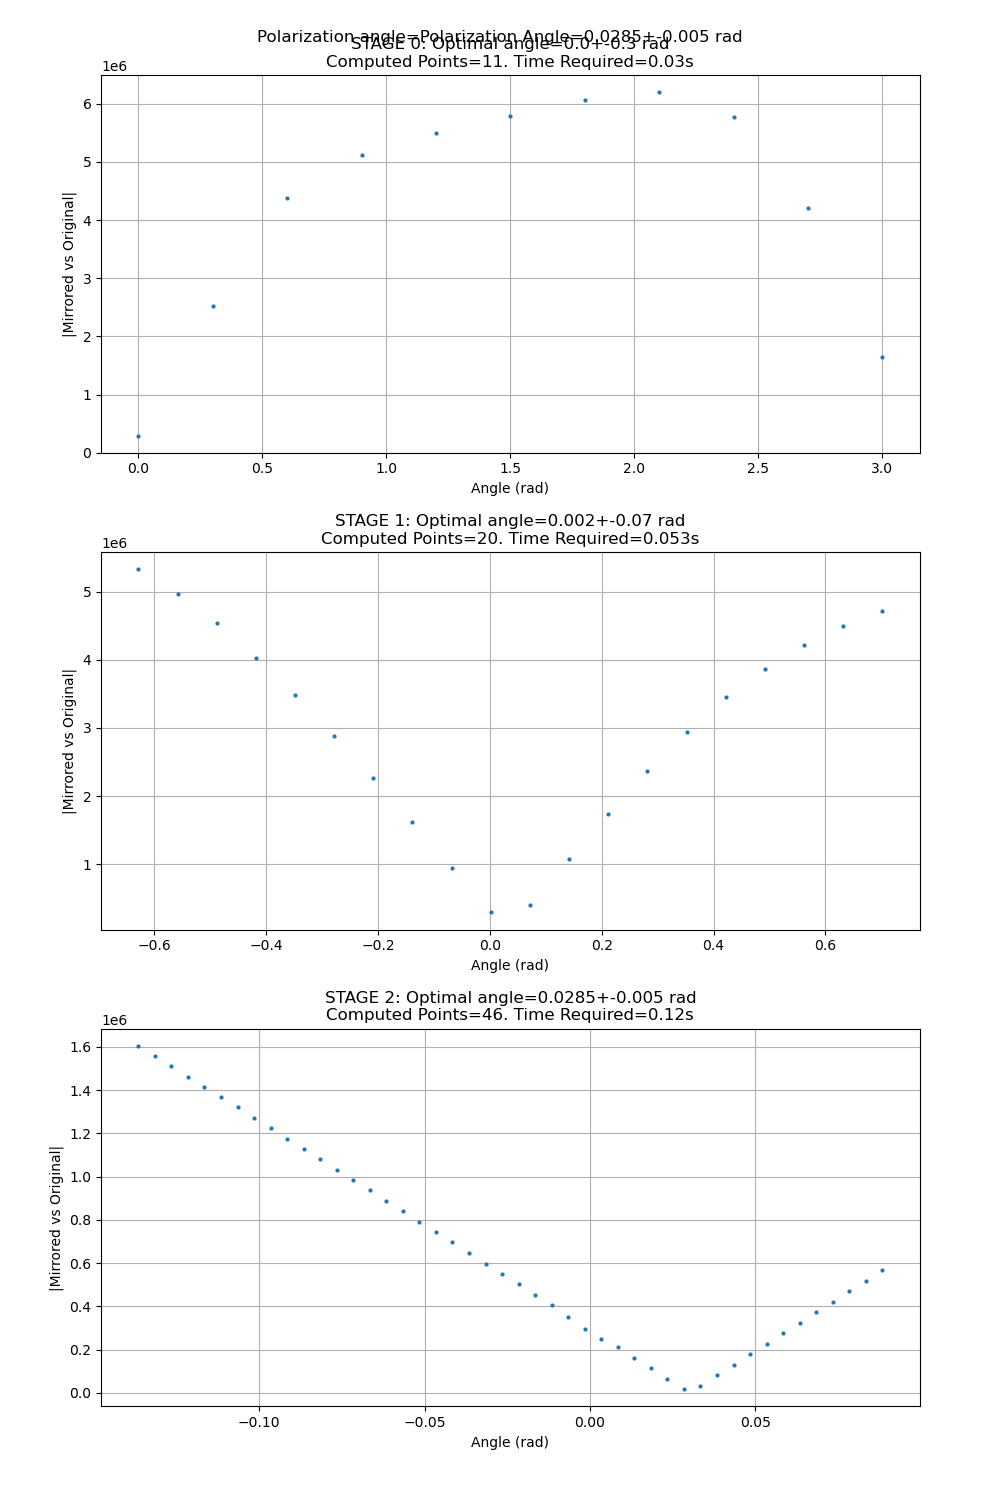 Polarization angle=Polarization Angle=0.0285+-0.005 rad
STAGE 0: Optimal angle=0.0+-0.3 rad
Computed Points=11. Time Required=0.03s
1e6
6
5
4
3
2
1
0
|Mirrored vs Original|
0.0 0.5 1.0 1.5 2.0 2.5 3.0
Angle (rad)
STAGE 1: Optimal angle=0.002+-0.07 rad
Computed Points=20. Time Required=0.053s
1e6
5
4
3
2
1
|Mirrored vs Original|
−0.6 −0.4 −0.2 0.0 0.2 0.4 0.6
Angle (rad)
STAGE 2: Optimal angle=0.0285+-0.005 rad
Computed Points=46. Time Required=0.12s
1e6
1.6
1.4
1.2
1.0
0.8
0.6
0.4
0.2
0.0
|Mirrored vs Original|
−0.10 −0.05 0.00 0.05
Angle (rad)